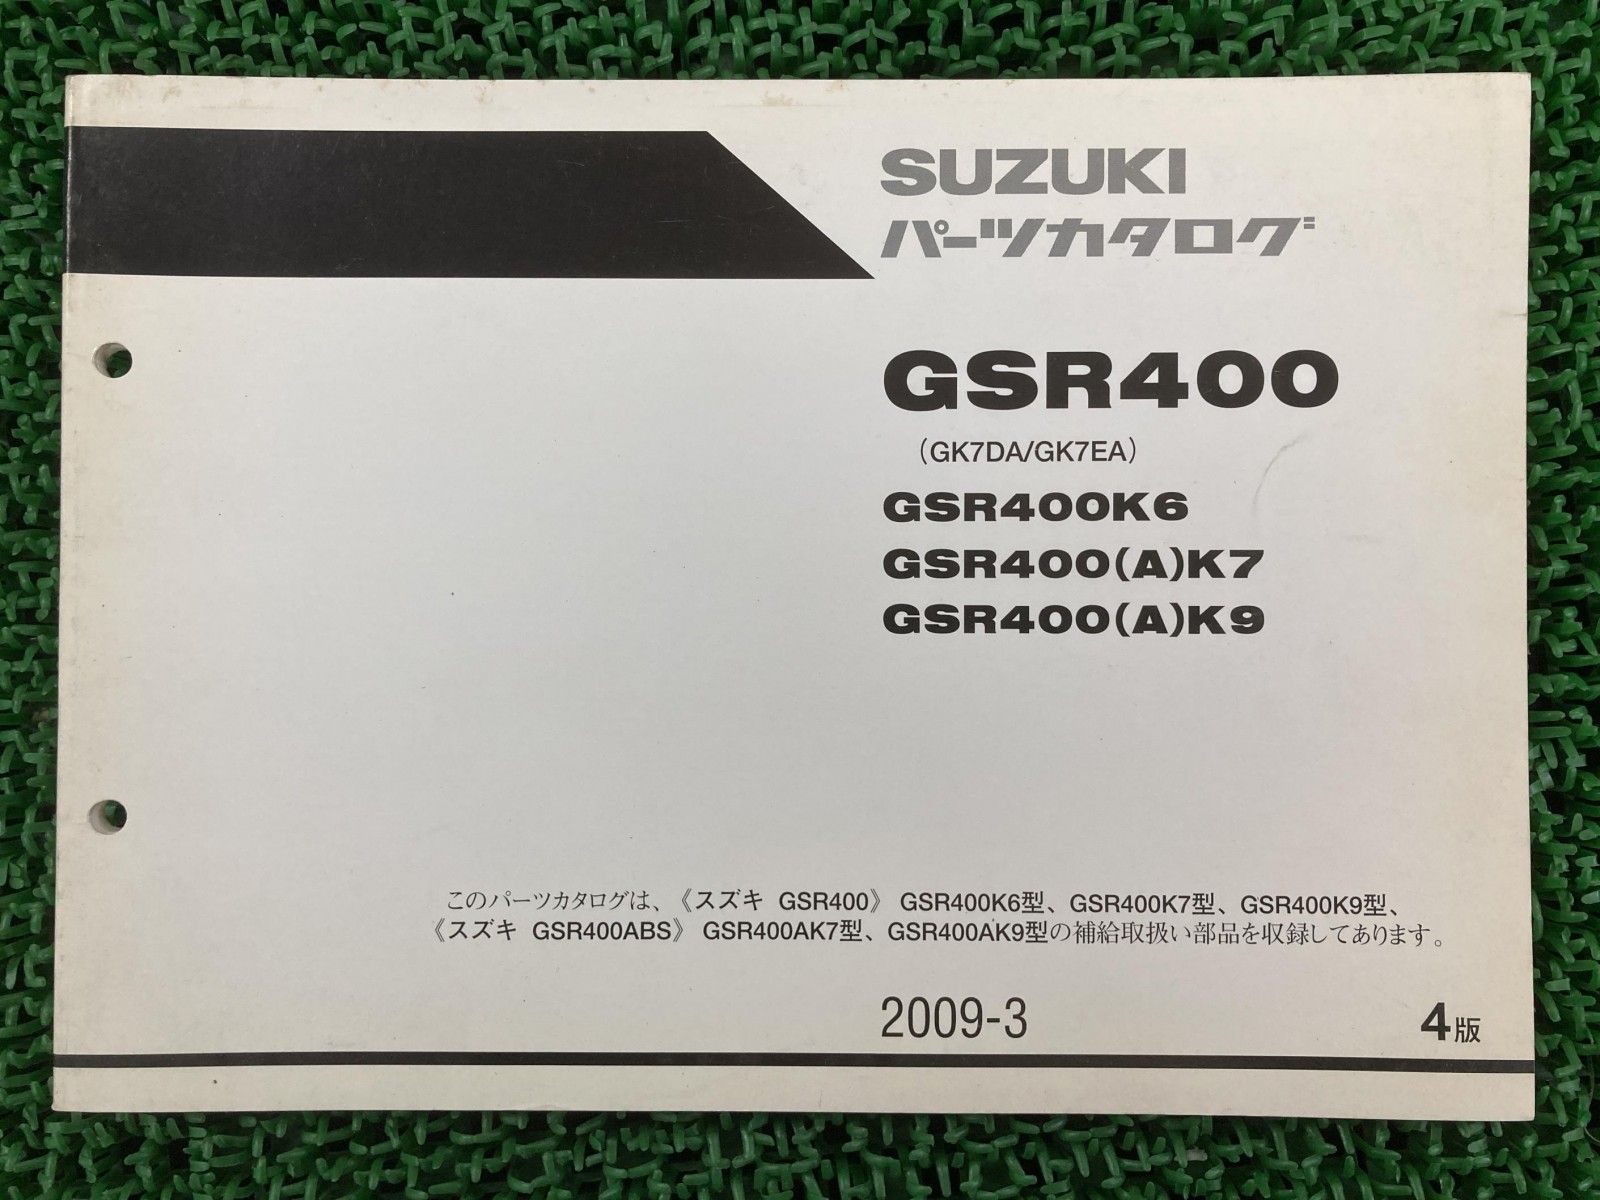 SUZUKI
パーツカタログ
GSR400
(GK7DA/GK7EA)
GSR400K6
GSR400(A)K7
GSR400(A)K9
このパーツカタログは、《スズキ GSR400》 GSR400K6型、GSR400K7型、GSR400K9型、
《スズキ GSR400ABS》 GSR400AK7型、GSR400AK9型の補給取扱い部品を収録してあります。
2009-3
4版